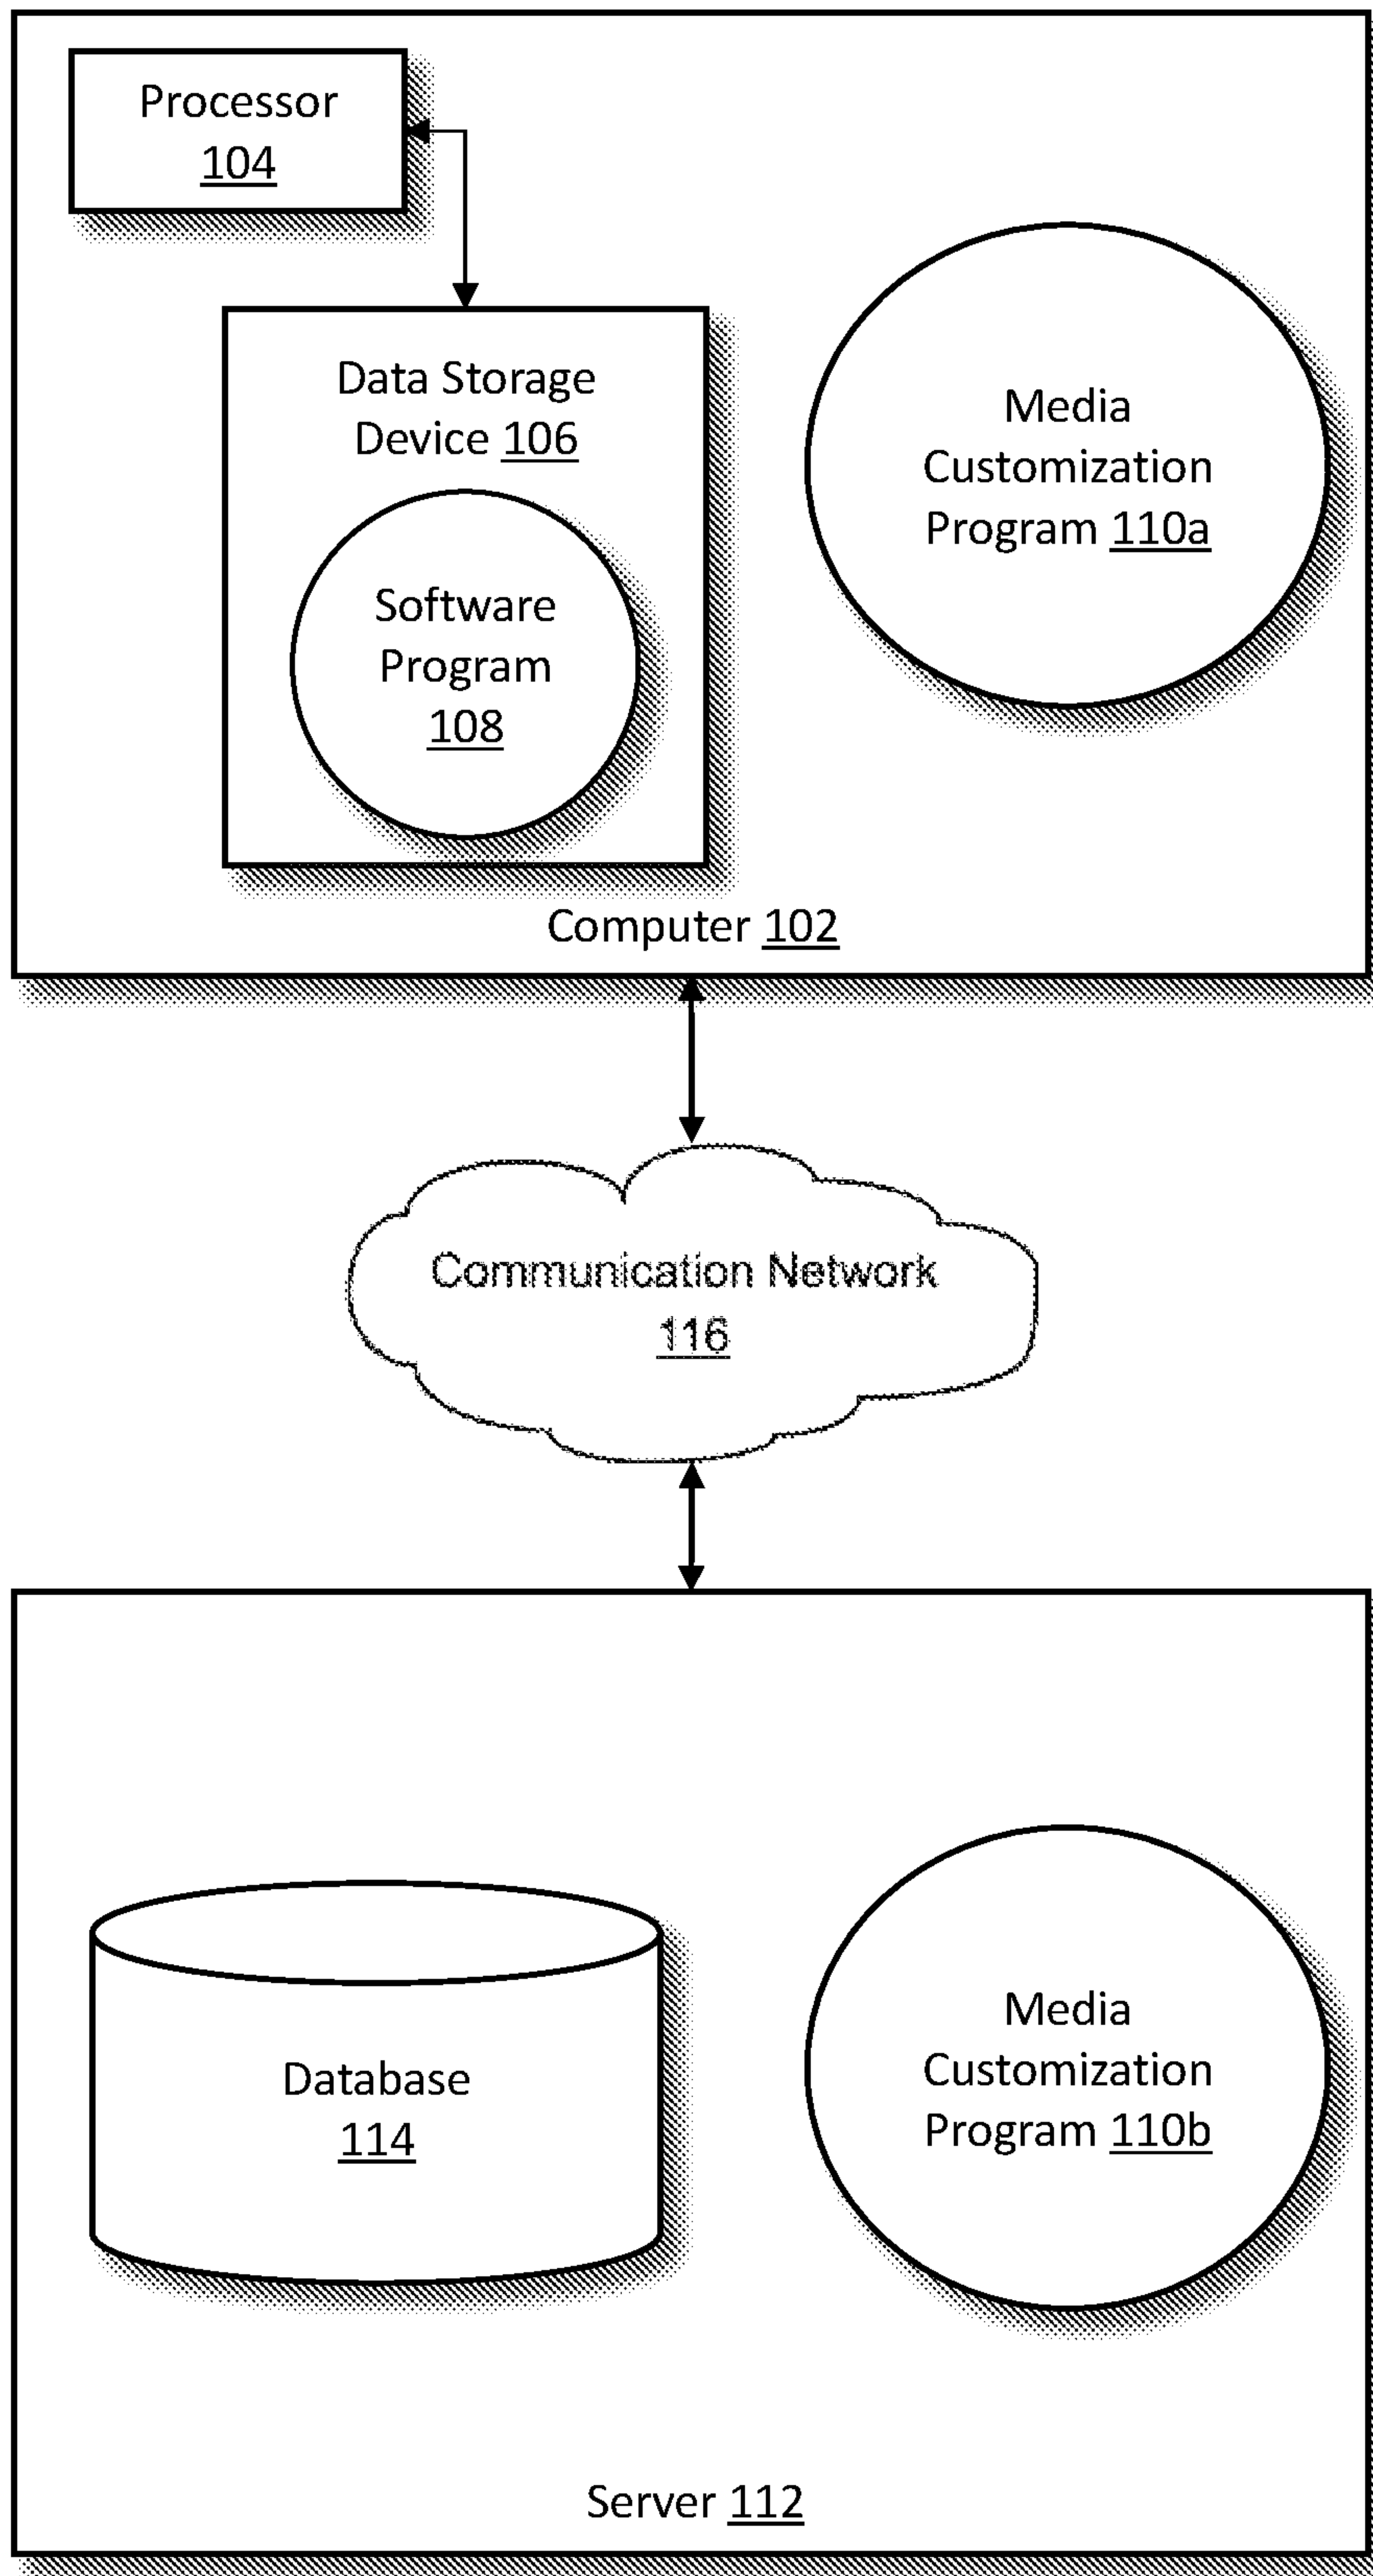 Processor
104
Data Storage
Device 106
Software
Program
108
Media
Customization
Program 110a
Computer 102
Communication Network
116
Database
114
Media
Customization
Program 110b
Server 112